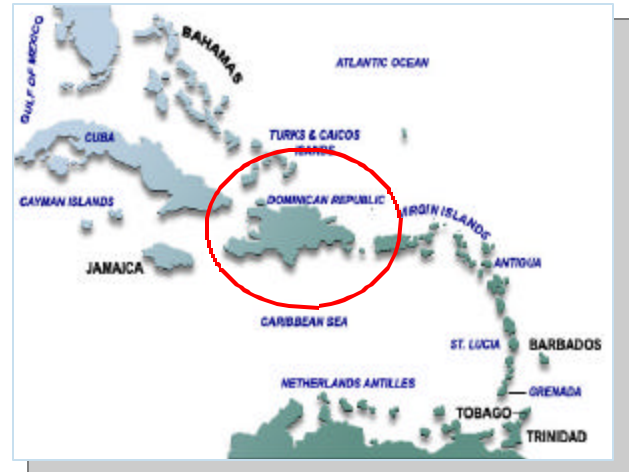 GULF OF MEXICO
BAHAMAS
ATLANTIC OCEAN
CUBA
TURKS & CAICOS
ISANDS
CAYMAN ISLANDS
DOMINICAN REPUBLIC
VIRGIN ISLANDS
JAMAICA
ANTIGUA
CARIBBEAN SEA
ST. LUCIA
BARBADOS
NETHERLANDS ANTILLES
GRENADA
TOBAGO
TRINIDAD